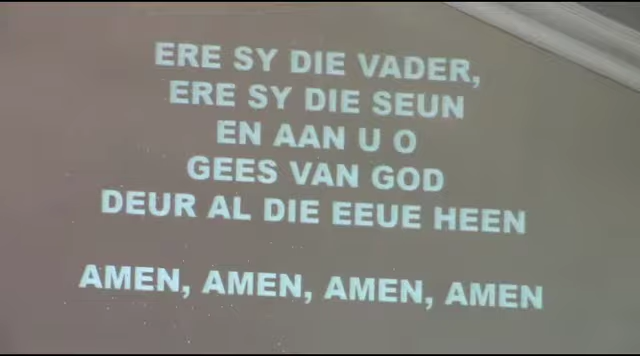 ERE SY DIE VADER,
ERE SY DIE SEUN
EN AAN U O
GEES VAN GOD
DEUR AL DIE EEUE HEEN
AMEN, AMEN, AMEN, AMEN